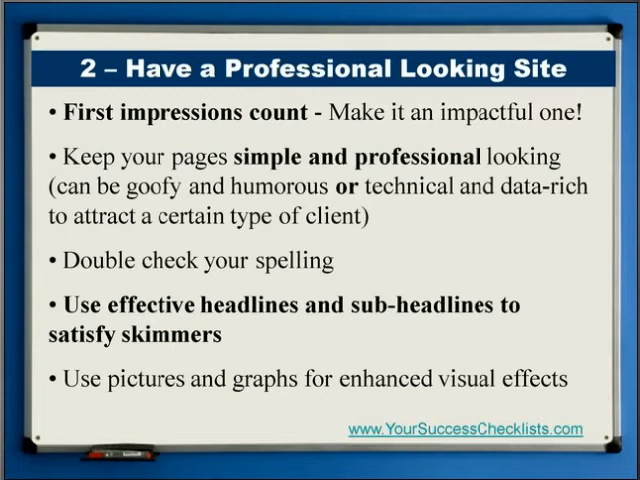 2 – Have a Professional Looking Site
• First impressions count - Make it an impactful one!
• Keep your pages simple and professional looking
(can be goofy and humorous or technical and data-rich
to attract a certain type of client)
• Double check your spelling
• Use effective headlines and sub-headlines to
satisfy skimmers
• Use pictures and graphs for enhanced visual effects
www.YourSuccessChecklists.com